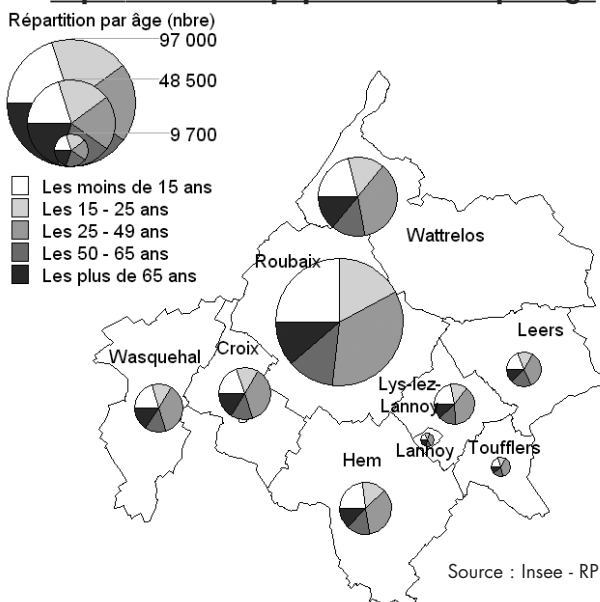 Répartition par âge (nbre)
97 000
48 500
9 700
Les moins de 15 ans
Les 15 - 25 ans
Les 25 - 49 ans
Les 50 - 65 ans
Les plus de 65 ans
Wattrelos
Roubaix
Leers
Wasquehal
Croix
Lys-lez-
Lannoy
Lannoy
Toufflers
Hem
Source : Insee - RP